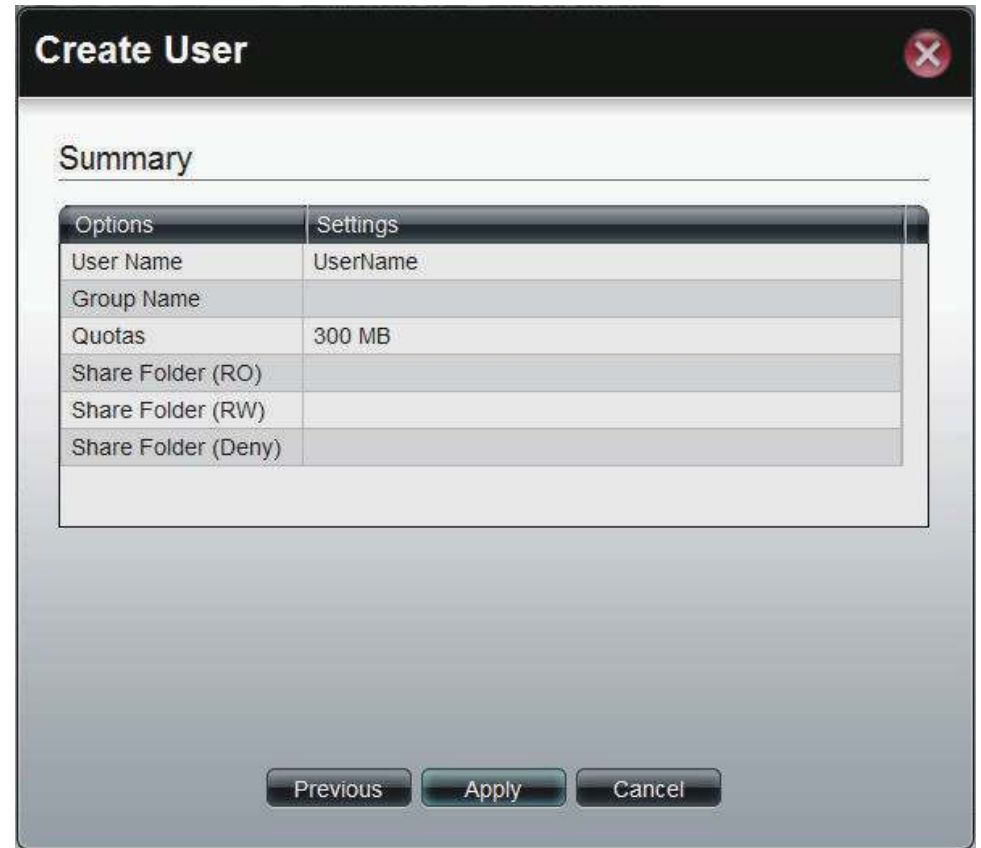 Create User
Summary
Options Settings
User Name UserName
Group Name
Quotas 300 MB
Share Folder (RO)
Share Folder (RW)
Share Folder (Deny)
Previous Apply Cancel